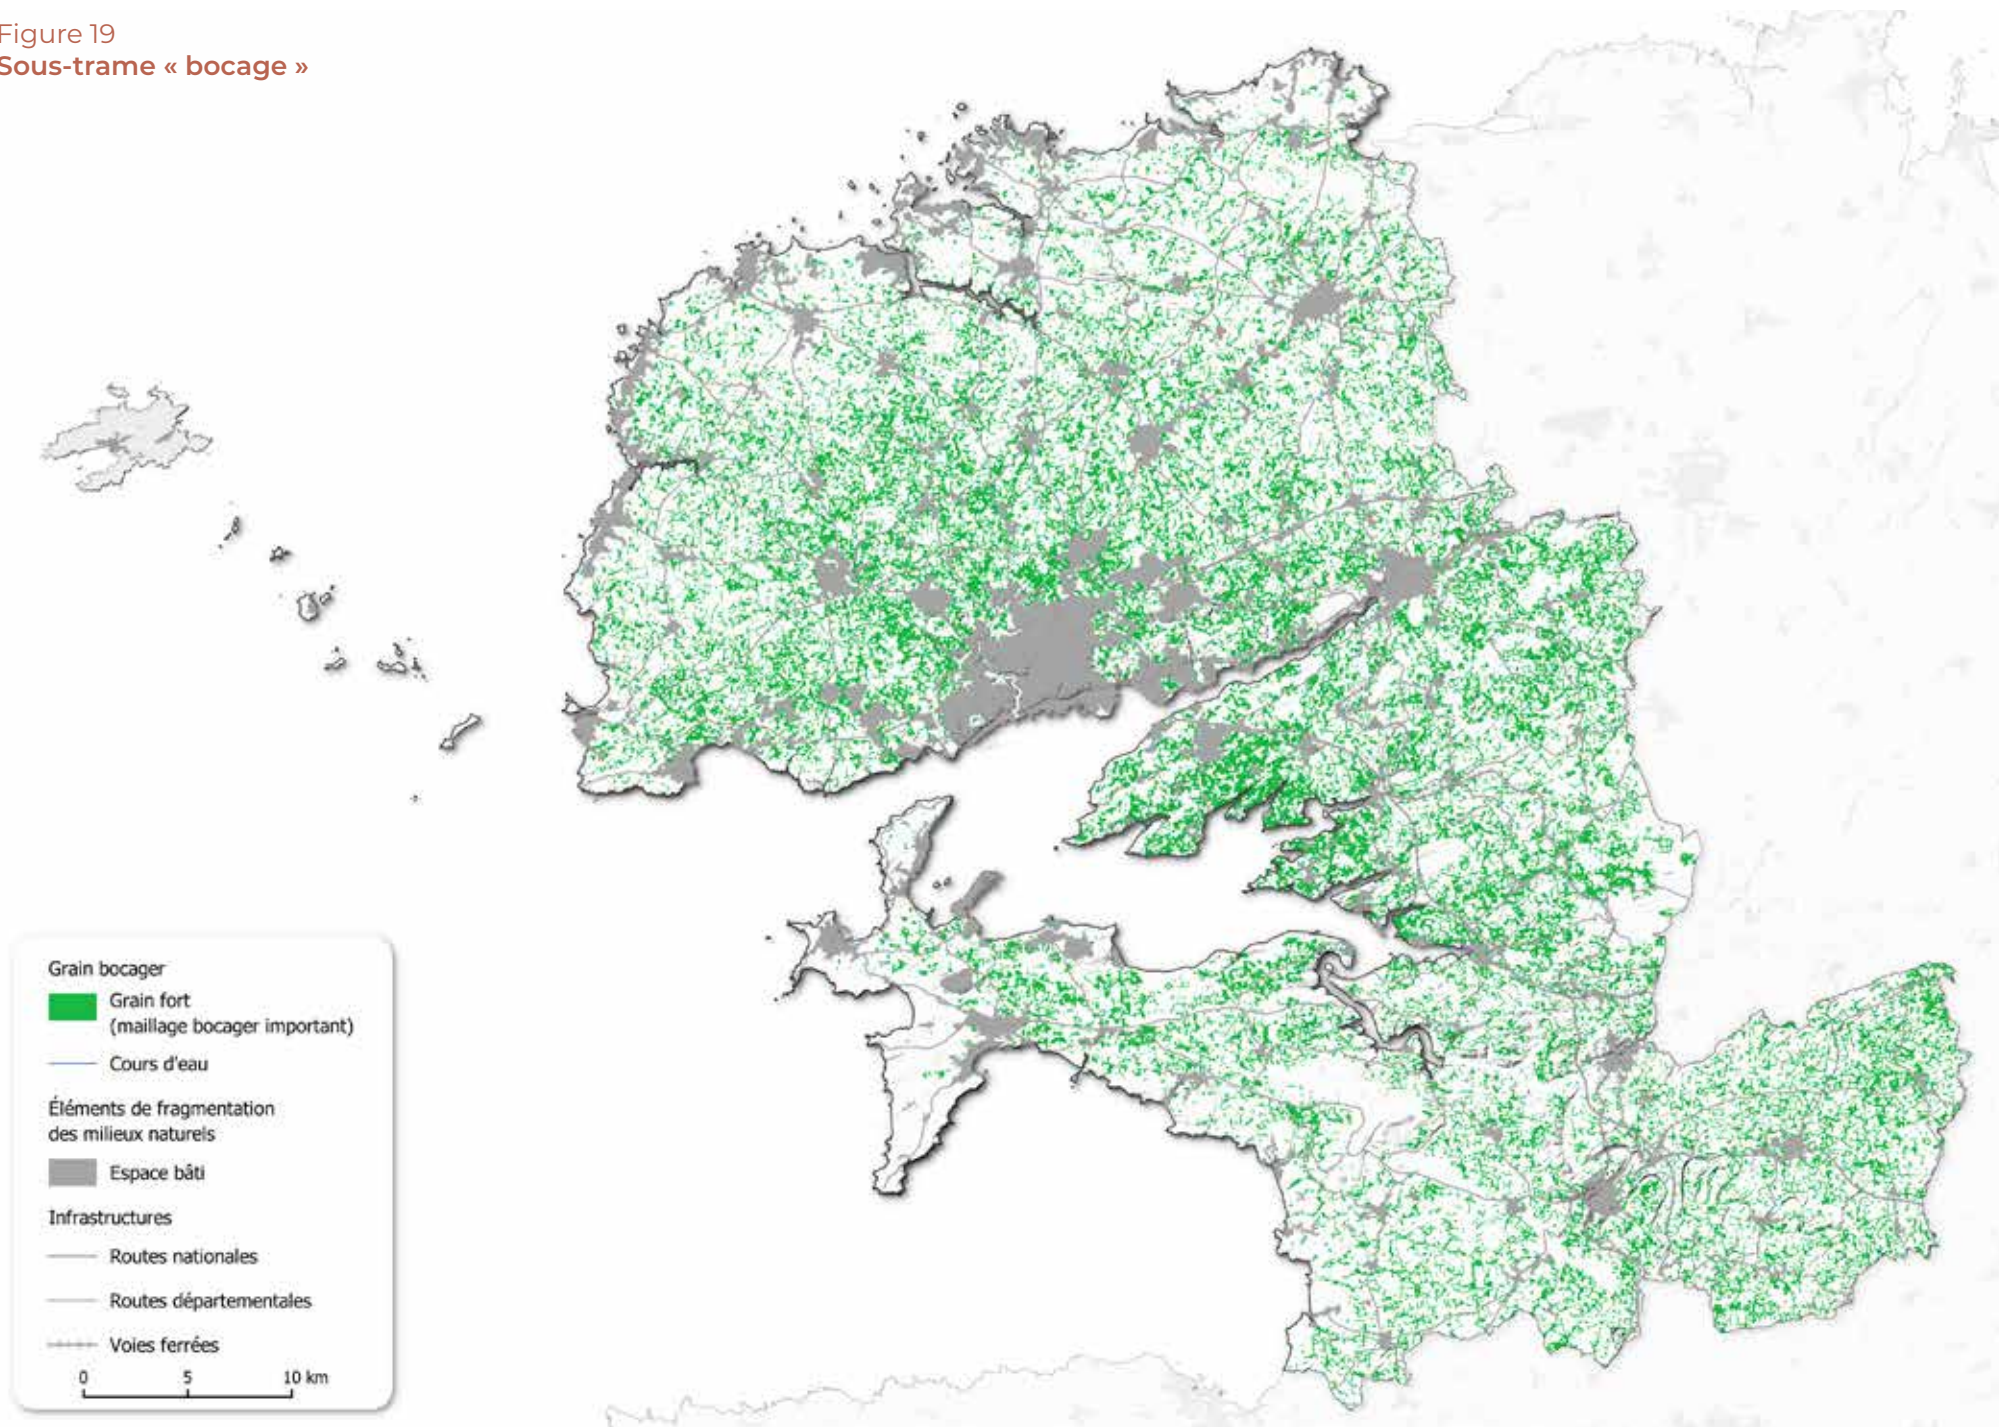 Figure 19
Sous-trame « bocage »
Grain bocager
Grain fort
(maillage bocager important)
Cours d'eau
Éléments de fragmentation
des milieux naturels
Espace bâti
Infrastructures
Routes nationales
Routes départementales
Voies ferrées
0 5 10 km